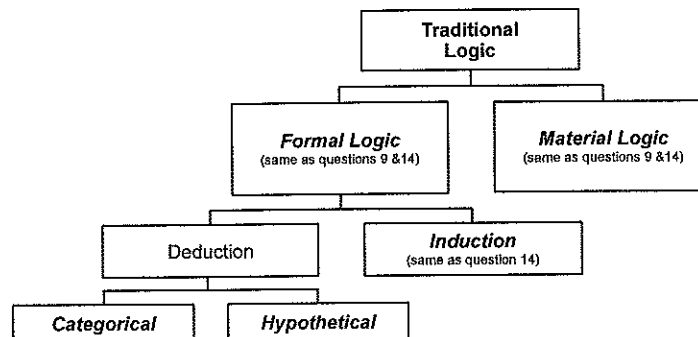 Traditional
Logic
Formal Logic
(same as questions 9 &14)
Material Logic
(same as questions 9 &14)
Deduction
Induction
(same as question 14)
Categorical
Hypothetical